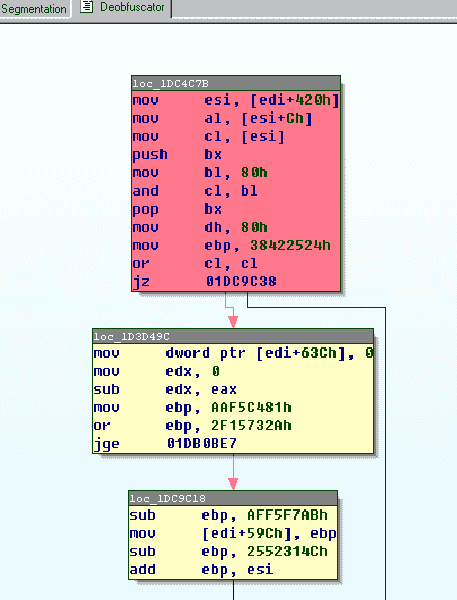 Segmentation Deobfuscator
loc_1DC4C7B
mov esi, [edi+420h]
mov al, [esi+Ch]
mov cl, [esi]
push bx
mov bl, 80h
and cl, bl
pop bx
mov dh, 80h
mov ebp, 38422524h
or cl, cl
jz 01DC9C38
loc_1D3D49C
mov dword ptr [edi+63Ch], 0
mov edx, 0
sub edx, eax
mov ebp, AAF5C481h
or ebp, 2F15732Ah
jge 01DB0BE7
loc_1DC9C18
sub ebp, AFF5F7ABh
mov [edi+59Ch], ebp
sub ebp, 2552314Ch
add ebp, esi